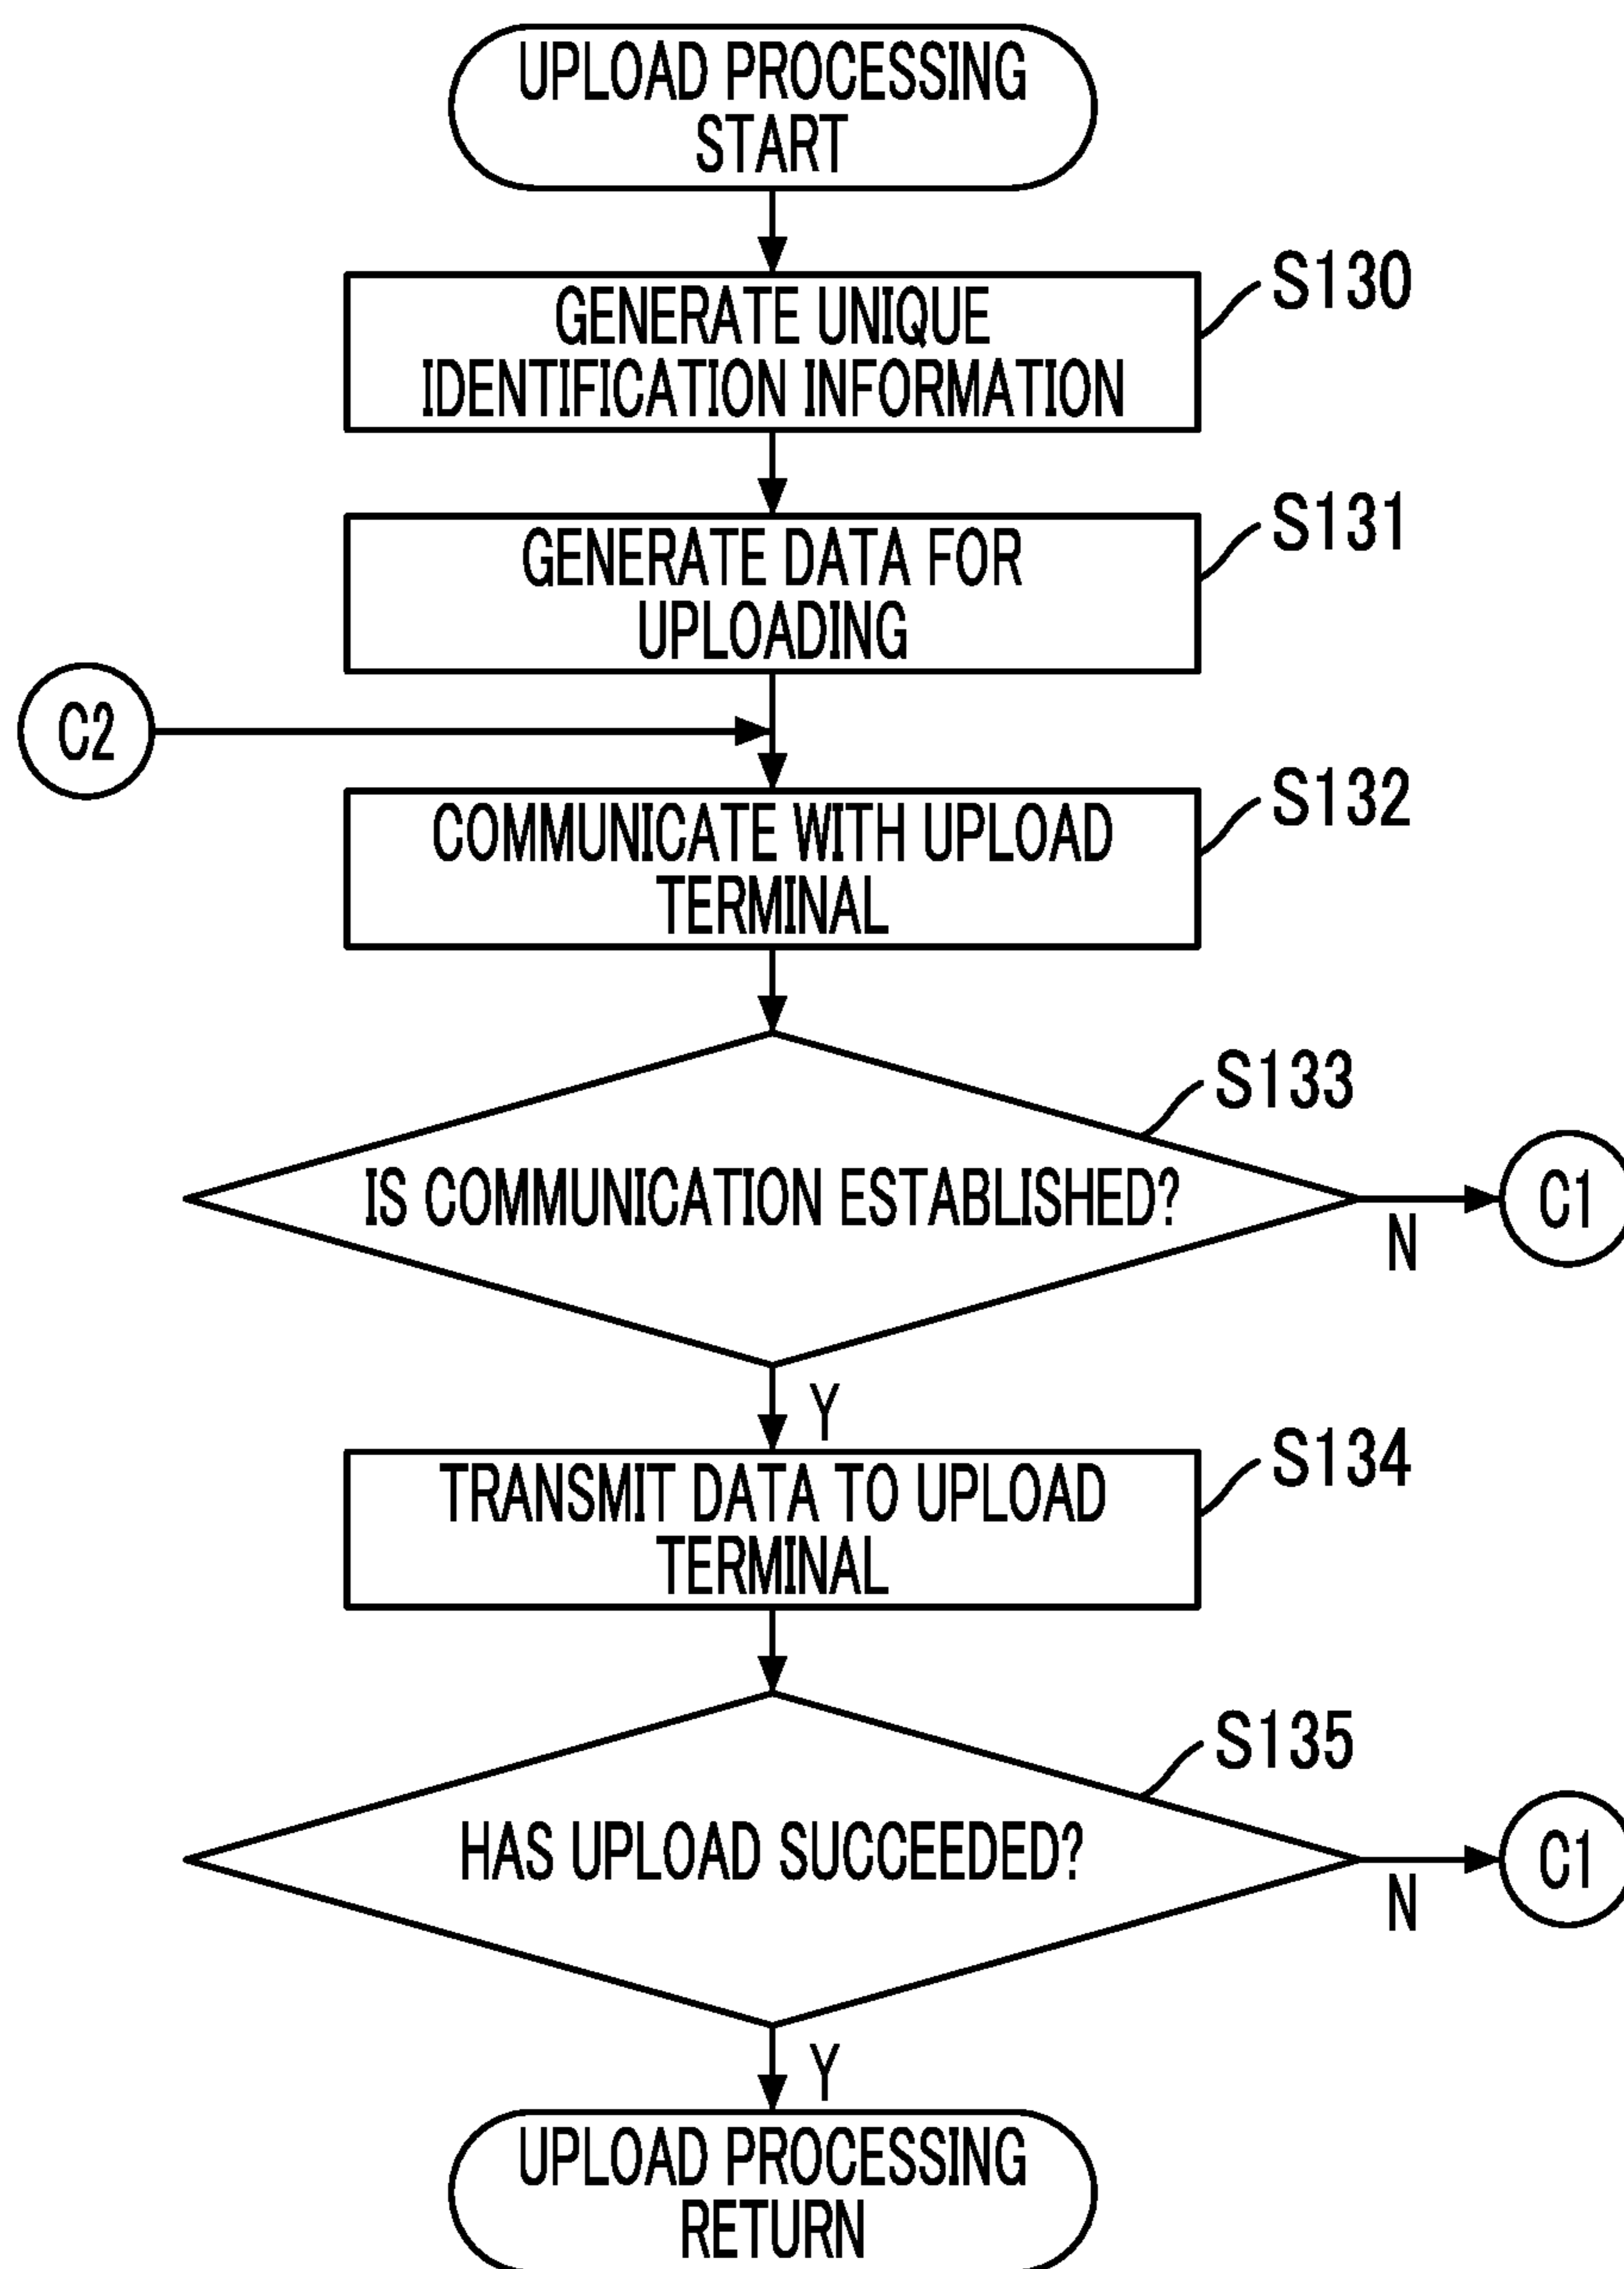 UPLOAD PROCESSING
START
S130
GENERATE UNIQUE
IDENTIFICATION INFORMATION
S131
GENERATE DATA FOR
UPLOADING
C2
S132
COMMUNICATE WITH UPLOAD
TERMINAL
S133
IS COMMUNICATION ESTABLISHED?
C1
N
Y
S134
TRANSMIT DATA TO UPLOAD
TERMINAL
S135
HAS UPLOAD SUCCEEDED?
C1
N
Y
UPLOAD PROCESSING
RETURN